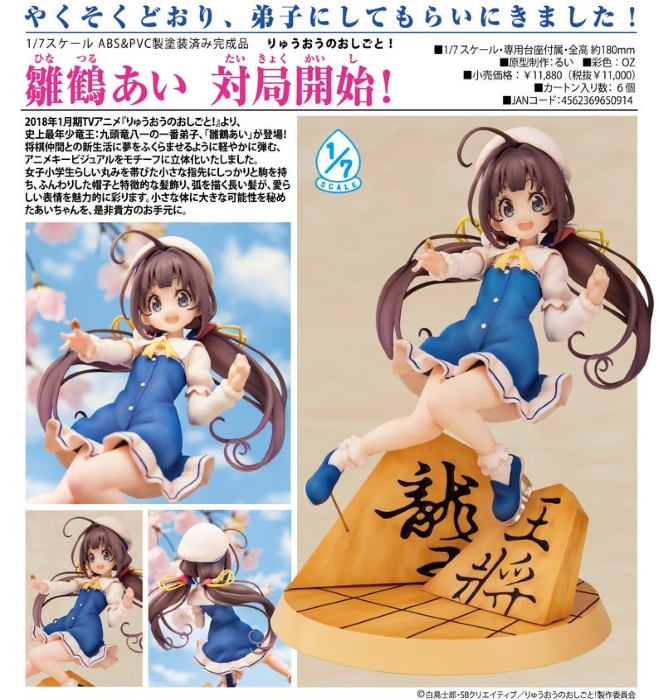 やくそくどおり、弟子にしてもらいにきました！
1/7スケール ABS&PVC製塗装済み完成品 りゅうおうのおしごと！
ひな つる たい きょく かい し
雛鶴あい 対局開始！
■1/7スケール・専用台座付属・全高 約180mm
■原型制作：るい ■彩色：OZ
■小売価格：￥11,880（税抜￥11,000）
■カートン入り数：６個
■JANコード：4562369650914
2018年1月期TVアニメ『りゅうおうのおしごと！』より、
史上最年少竜王：九頭竜八一の一番弟子、「雛鶴あい」が登場！
将棋仲間との新生活に夢をふくらませるように軽やかに弾む、
アニメキービジュアルをモチーフに立体化いたしました。
女子小学生らしい丸みを帯びた小さな指先にしっかりと駒を持
ち、ふんわりした帽子と特徴的な髪飾り、弧を描く長い髪が、愛ら
しい表情を魅力的に彩ります。小さな体に大きな可能性を秘め
たあいちゃんを、是非貴方のお手元に。
1/7
SCALE
龍王
王将
©白鳥士郎・SBクリエイティブ／りゅうおうのおしごと！製作委員会